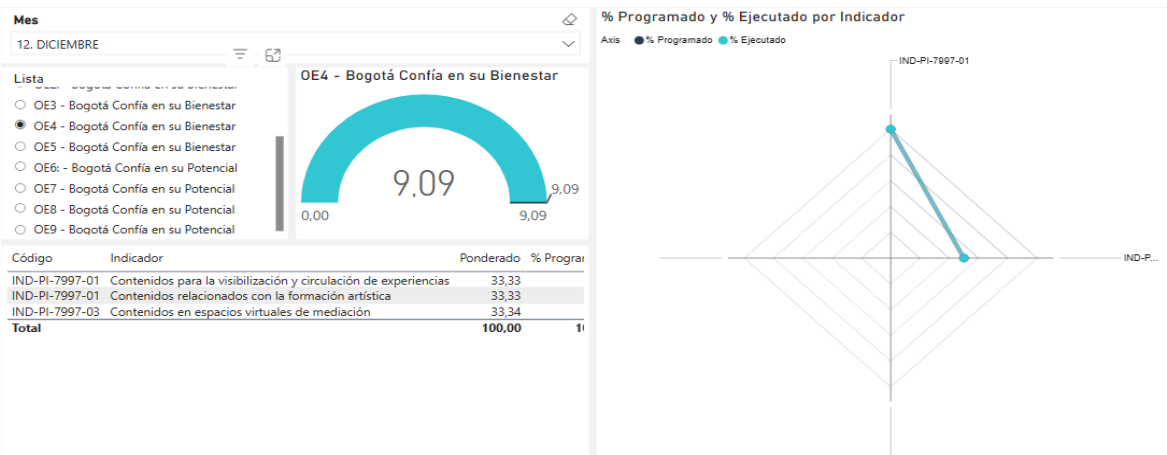 Mes
12. DICIEMBRE
Lista
OE3 - Bogotá Confía en su Bienestar
OE4 - Bogotá Confía en su Bienestar
OE5 - Bogotá Confía en su Bienestar
OE6: - Bogotá Confía en su Potencial
OE7 - Bogotá Confía en su Potencial
OE8 - Bogotá Confía en su Potencial
OE9 - Bogotá Confía en su Potencial
OE4 - Bogotá Confía en su Bienestar
9,09
9,09
0,00
9,09
Código Indicador Ponderado % Progra
IND-PI-7997-01 Contenidos para la visibilización y circulación de experiencias 33,33
IND-PI-7997-01 Contenidos relacionados con la formación artística 33,33
IND-PI-7997-03 Contenidos en espacios virtuales de mediación 33,34
Total 100,00
% Programado y % Ejecutado por Indicador
Axis % Programado % Ejecutado
IND-PI-7997-01
IND-P...